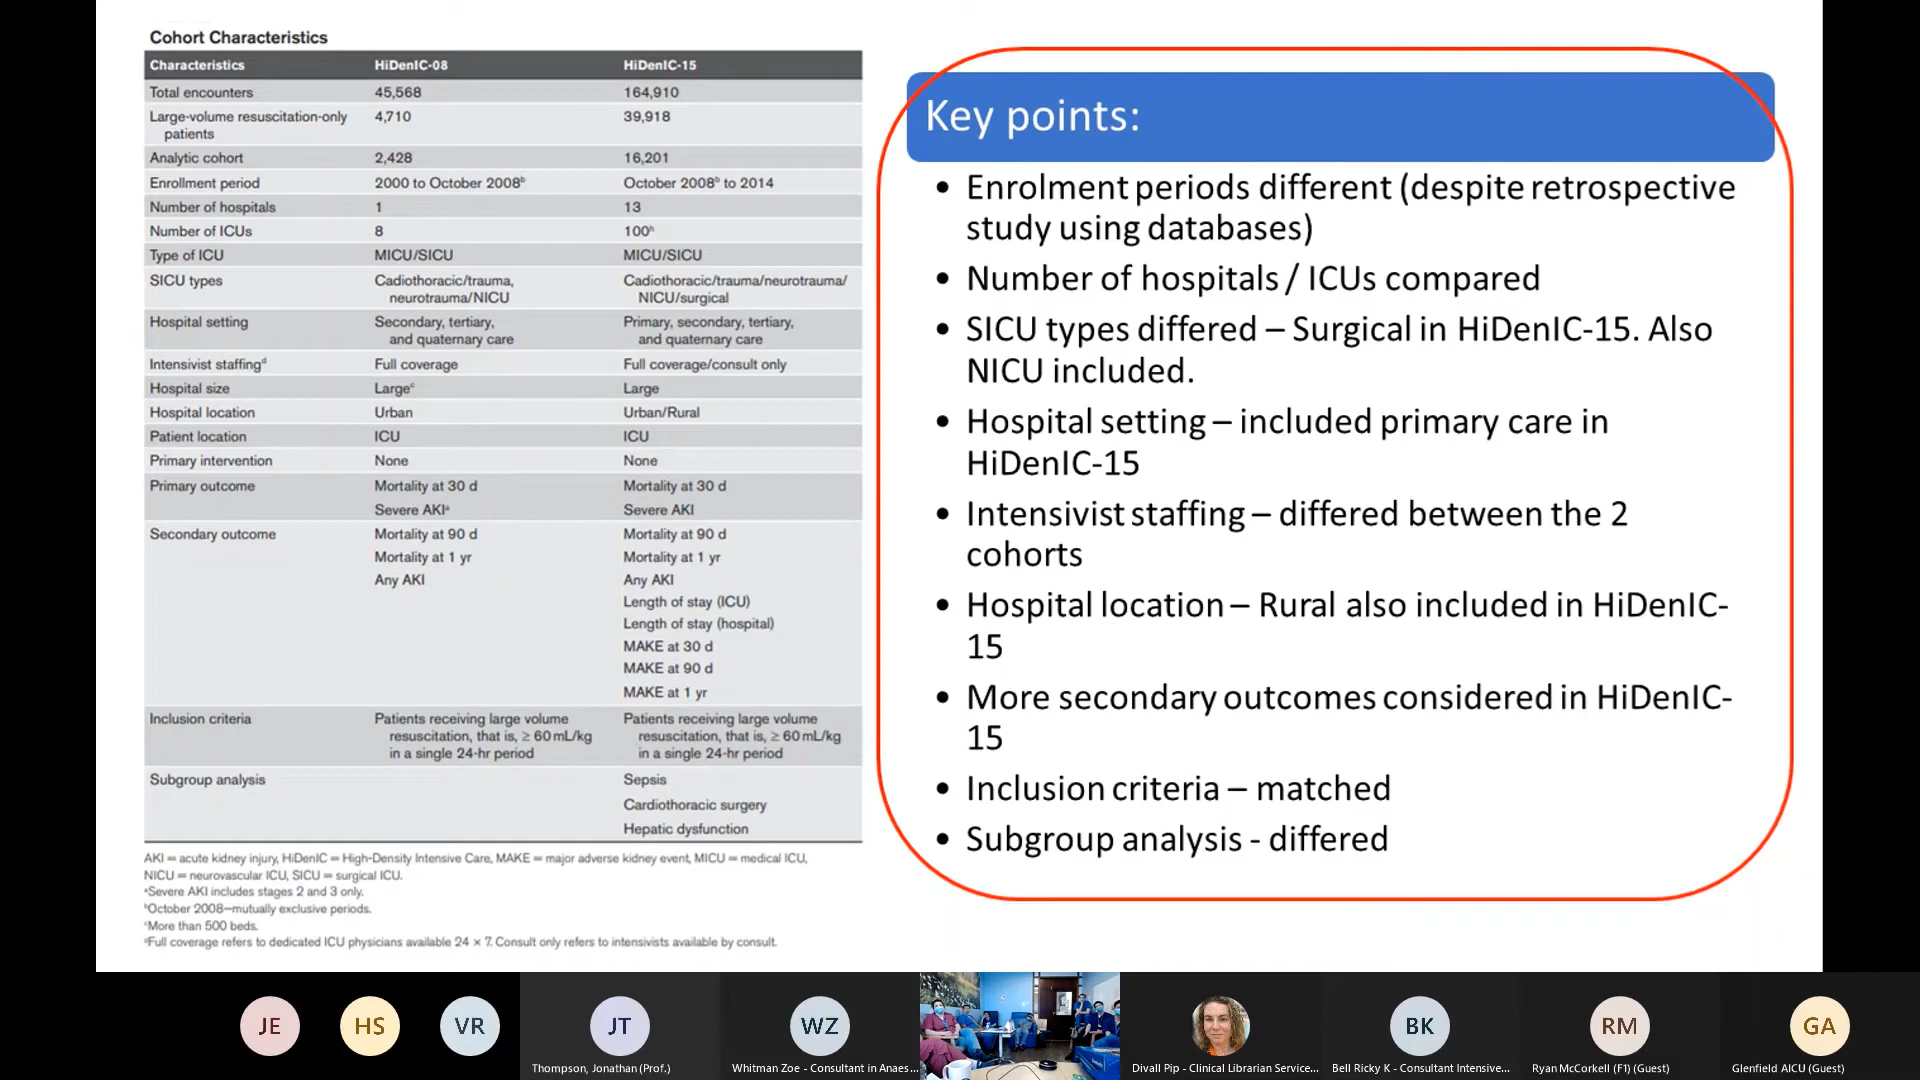 Cohort Characteristics
Characteristics HiDenIC-08 HiDenIC-15
Total encounters 45,568 164,910
Large-volume resuscitation-only 4,710 39,918
patients
Analytic cohort 2,428 16,201
Enrollment period 2000 to October 2008ᵇ October 2008ᵇ to 2014
Number of hospitals 1 13
Number of ICUs 8 100ʰ
Type of ICU MICU/SICU MICU/SICU
SICU types Cadiothoracic/trauma, Cadiothoracic/trauma/neurotrauma/
neurotrauma/NICU NICU/surgical
Hospital setting Secondary, tertiary, Primary, secondary, tertiary,
and quaternary care and quaternary care
Intensivist staffingᵈ Full coverage Full coverage/consult only
Hospital size Largeᶜ Large
Hospital location Urban Urban/Rural
Patient location ICU ICU
Primary intervention None None
Primary outcome Mortality at 30 d Mortality at 30 d
Severe AKIᵃ Severe AKI
Secondary outcome Mortality at 90 d Mortality at 90 d
Mortality at 1 yr Mortality at 1 yr
Any AKI Any AKI
Length of stay (ICU)
Length of stay (hospital)
MAKE at 30 d
MAKE at 90 d
MAKE at 1 yr
Inclusion criteria Patients receiving large volume Patients receiving large volume
resuscitation, that is, ≥ 60 mL/kg resuscitation, that is, ≥ 60 mL/kg
in a single 24-hr period in a single 24-hr period
Subgroup analysis Sepsis
Cardiothoracic surgery
Hepatic dysfunction
AKI = acute kidney injury, HiDenIC = High-Density Intensive Care, MAKE = major adverse kidney event, MICU = medical ICU,
NICU = neurovascular ICU, SICU = surgical ICU.
ᵃSevere AKI includes stages 2 and 3 only.
ᵇOctober 2008—mutually exclusive periods.
ᶜMore than 500 beds.
ᵈFull coverage refers to dedicated ICU physicians available 24 × 7. Consult only refers to intensivists available by consult.
Key points:
• Enrolment periods different (despite retrospective
study using databases)
• Number of hospitals / ICUs compared
• SICU types differed – Surgical in HiDenIC-15. Also
NICU included.
• Hospital setting – included primary care in
HiDenIC-15
• Intensivist staffing – differed between the 2
cohorts
• Hospital location – Rural also included in HiDenIC-
15
• More secondary outcomes considered in HiDenIC-
15
• Inclusion criteria – matched
• Subgroup analysis - differed
JE HS VR JT WZ BK RM GA
Thompson, Jonathan (Prof.) Whitman Zoe - Consultant in Anaes... Divall Pip - Clinical Librarian Service... Bell Ricky K - Consultant Intensive... Ryan McCorkell (F1) (Guest) Glenfield AICU (Guest)